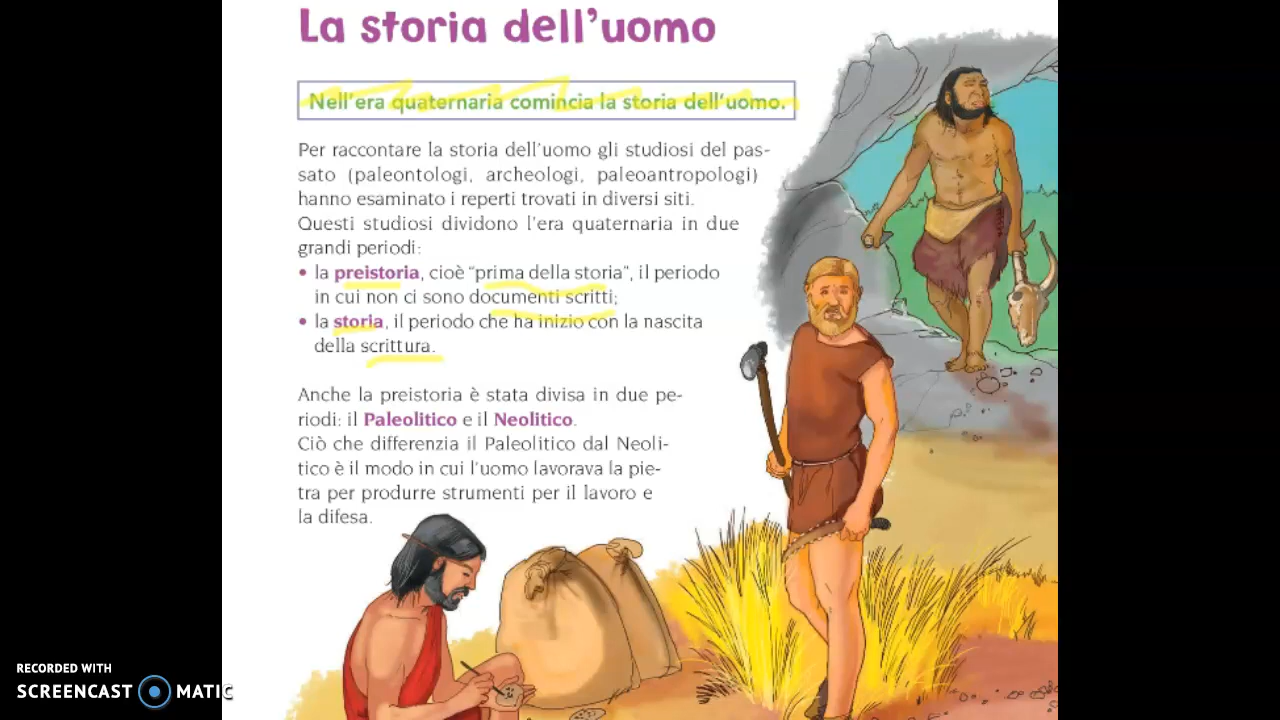 La storia dell'uomo
Nell'era quaternaria comincia la storia dell'uomo.
Per raccontare la storia dell'uomo gli studiosi del pas-
sato (paleontologi, archeologi, paleoantropologi)
hanno esaminato i reperti trovati in diversi siti.
Questi studiosi dividono l'era quaternaria in due
grandi periodi:
• la preistoria, cioè "prima della storia", il periodo
in cui non ci sono documenti scritti;
• la storia, il periodo che ha inizio con la nascita
della scrittura.
Anche la preistoria è stata divisa in due pe-
riodi: il Paleolitico e il Neolitico.
Ciò che differenzia il Paleolitico dal Neoli-
tico è il modo in cui l'uomo lavorava la pie-
tra per produrre strumenti per il lavoro e
la difesa.
RECORDED WITH
SCREENCAST MATIC